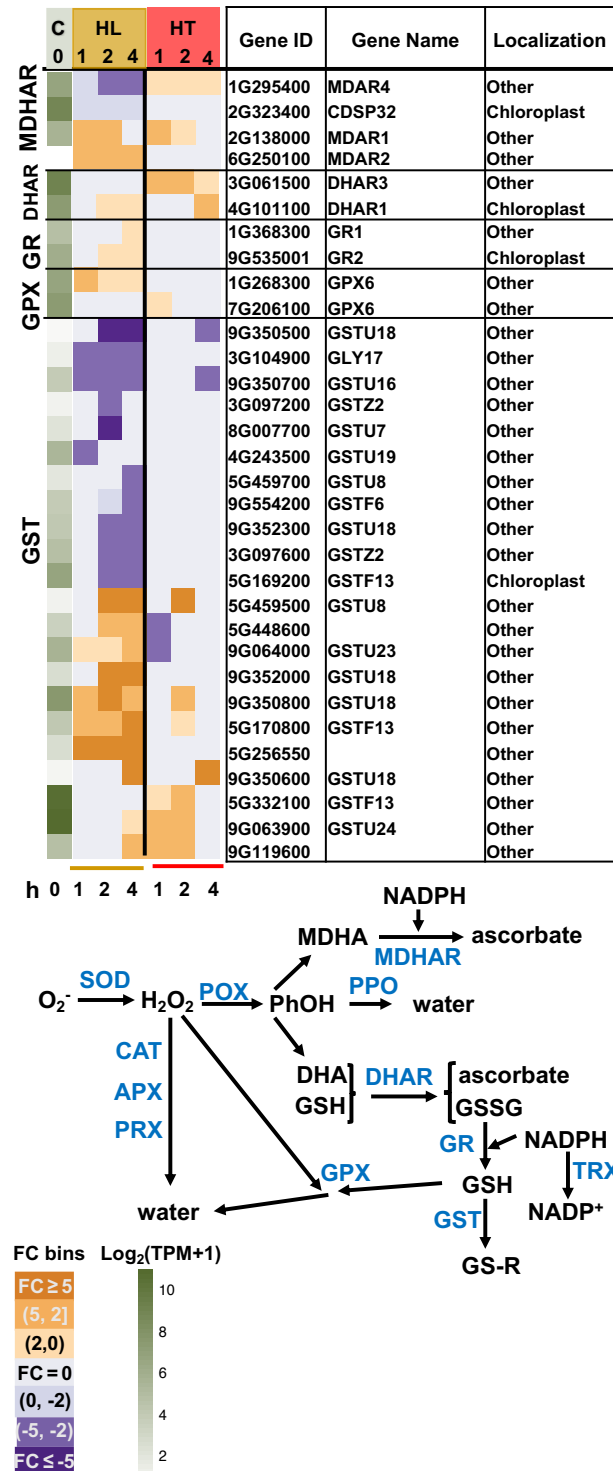 C HL HT Gene ID Gene Name Localization
0 1 2 4 1 2 4
MDHAR
1G295400 MDAR4 Other
2G323400 CDSP32 Chloroplast
2G138000 MDAR1 Other
6G250100 MDAR2 Other
DHAR
3G061500 DHAR3 Other
4G101100 DHAR1 Chloroplast
GR
1G368300 GR1 Other
9G535001 GR2 Chloroplast
GPX
1G268300 GPX6 Other
7G206100 GPX6 Other
GST
9G350500 GSTU18 Other
3G104900 GLY17 Other
9G350700 GSTU16 Other
3G097200 GSTZ2 Other
8G007700 GSTU7 Other
4G243500 GSTU19 Other
5G459700 GSTU8 Other
9G554200 GSTF6 Other
9G352300 GSTU18 Other
3G097600 GSTZ2 Other
5G169200 GSTF13 Chloroplast
5G459500 GSTU8 Other
5G448600 Other
9G064000 GSTU23 Other
9G352000 GSTU18 Other
9G350800 GSTU18 Other
5G170800 GSTF13 Other
5G256550 Other
9G350600 GSTU18 Other
5G332100 GSTF13 Other
9G063900 GSTU24 Other
9G119600 Other
h 0 1 2 4 1 2 4
NADPH
MDHA ascorbate
MDHAR
SOD POX PPO
O₂⁻ H₂O₂ PhOH water
CAT
APX
PRX
DHA DHAR ascorbate
GSH GSSG
GR NADPH
GPX GSH TRX
water GST NADP⁺
GS-R
FC bins Log₂(TPM+1)
FC ≥ 5
(5, 2]
(2,0)
FC = 0
(0, -2)
(-5, -2)
FC ≤ -5
10
8
6
4
2